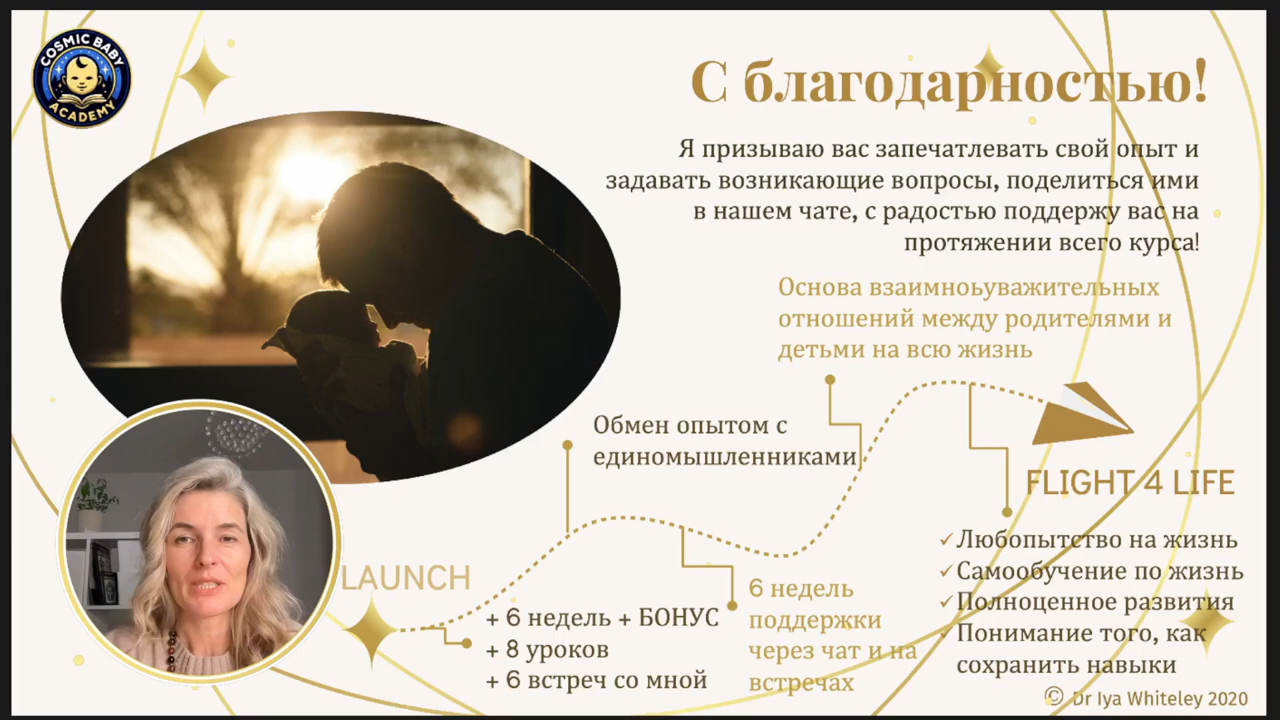 COSMIC BABY
ACADEMY
С благодарностью!
Я призываю вас запечатлевать свой опыт и
задавать возникающие вопросы, поделиться ими
в нашем чате, с радостью поддержу вас на
протяжении всего курса!
Основа взаимноьуважительных
отношений между родителями и
детьми на всю жизнь
Обмен опытом с
единомышленниками
FLIGHT 4 LIFE
✓Любопытство на жизнь
✓Самообучение по жизнь
✓Полноценное развития
✓Понимание того, как
сохранить навыки
LAUNCH
+ 6 недель + БОНУС
+ 8 уроков
+ 6 встреч со мной
6 недель
поддержки
через чат и на
встречах
© Dr Iya Whiteley 2020